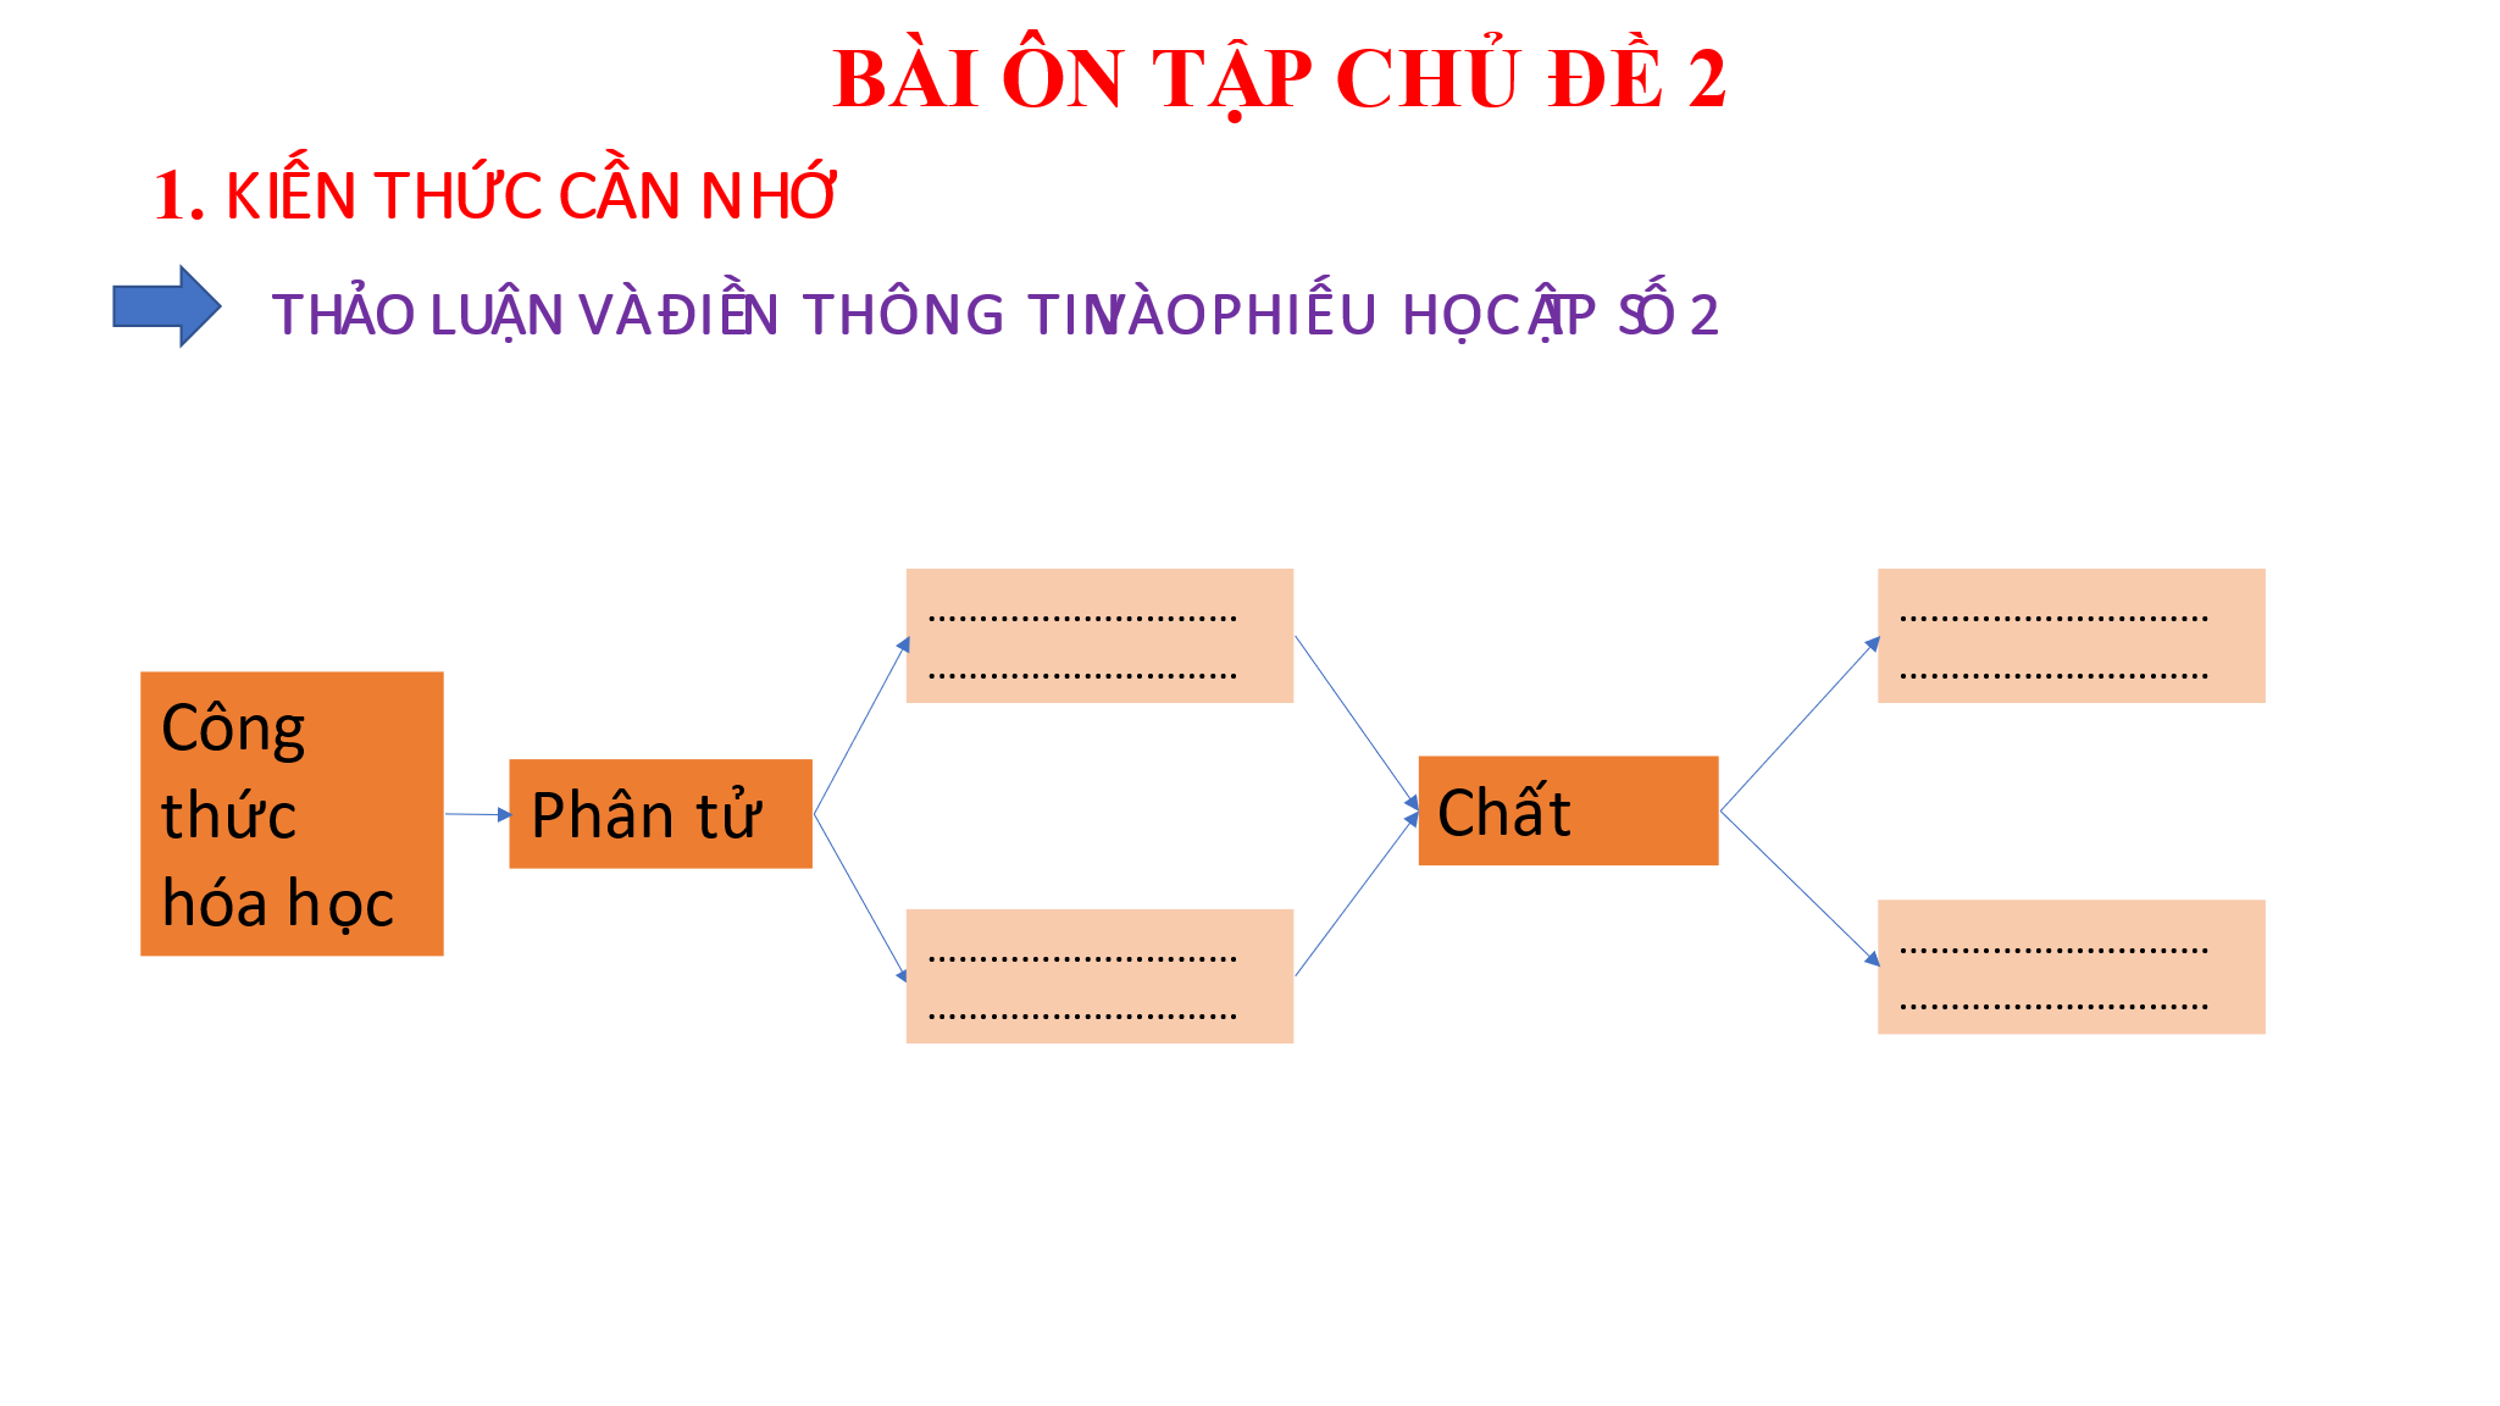 BÀI ÔN TẬP CHỦ ĐỀ 2
1. KIẾN THỨC CẦN NHỚ
THẢO LUẬN VÀ ĐIỀN THÔNG TIN VÀO PHIẾU HỌC TẬP SỐ 2
Công
thức
hóa học
Phân tử
..............................
..............................
..............................
..............................
Chất
..............................
..............................
..............................
..............................